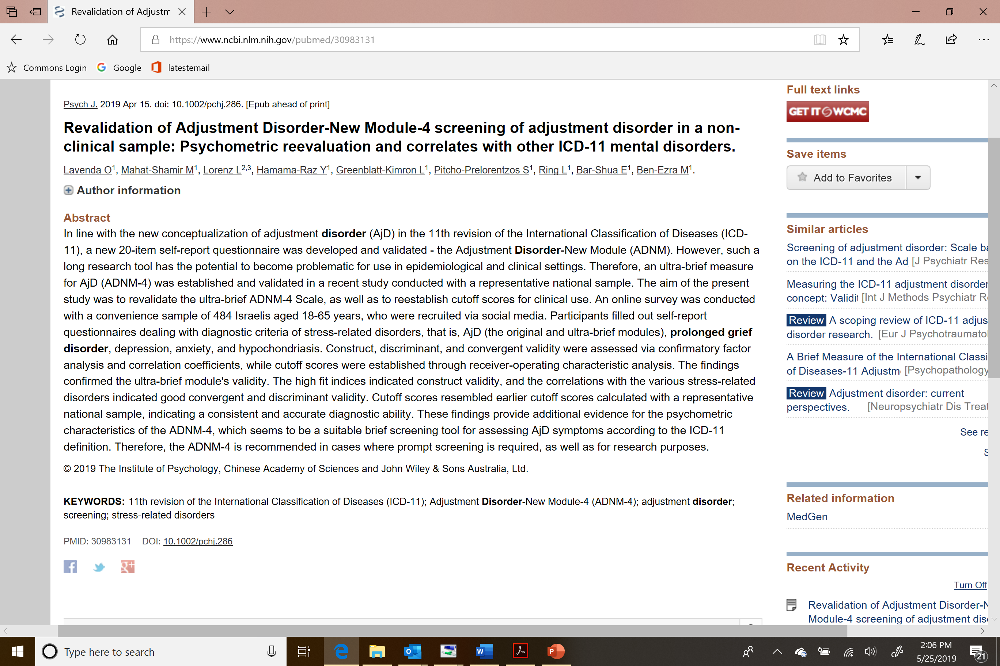 Revalidation of Adjustm
https://www.ncbi.nlm.nih.gov/pubmed/30983131
Commons Login Google latestemail
Psych J. 2019 Apr 15. doi: 10.1002/pchj.286. [Epub ahead of print]
Revalidation of Adjustment Disorder-New Module-4 screening of adjustment disorder in a non-
clinical sample: Psychometric reevaluation and correlates with other ICD-11 mental disorders.
Lavenda O1, Mahat-Shamir M1, Lorenz L2,3, Hamama-Raz Y1, Greenblatt-Kimron L1, Pitcho-Prelorentzos S1, Ring L1, Bar-Shua E1, Ben-Ezra M1.
Author information
Abstract
In line with the new conceptualization of adjustment disorder (AjD) in the 11th revision of the International Classification of Diseases (ICD-
11), a new 20-item self-report questionnaire was developed and validated - the Adjustment Disorder-New Module (ADNM). However, such a
long research tool has the potential to become problematic for use in epidemiological and clinical settings. Therefore, an ultra-brief measure
for AjD (ADNM-4) was established and validated in a recent study conducted with a representative national sample. The aim of the present
study was to revalidate the ultra-brief ADNM-4 Scale, as well as to reestablish cutoff scores for clinical use. An online survey was conducted
with a convenience sample of 484 Israelis aged 18-65 years, who were recruited via social media. Participants filled out self-report
questionnaires dealing with diagnostic criteria of stress-related disorders, that is, AjD (the original and ultra-brief modules), prolonged grief
disorder, depression, anxiety, and hypochondriasis. Construct, discriminant, and convergent validity were assessed via confirmatory factor
analysis and correlation coefficients, while cutoff scores were established through receiver-operating characteristic analysis. The findings
confirmed the ultra-brief module's validity. The high fit indices indicated construct validity, and the correlations with the various stress-related
disorders indicated good convergent and discriminant validity. Cutoff scores resembled earlier cutoff scores calculated with a representative
national sample, indicating a consistent and accurate diagnostic ability. These findings provide additional evidence for the psychometric
characteristics of the ADNM-4, which seems to be a suitable brief screening tool for assessing AjD symptoms according to the ICD-11
definition. Therefore, the ADNM-4 is recommended in cases where prompt screening is required, as well as for research purposes.
© 2019 The Institute of Psychology, Chinese Academy of Sciences and John Wiley & Sons Australia, Ltd.
KEYWORDS: 11th revision of the International Classification of Diseases (ICD-11); Adjustment Disorder-New Module-4 (ADNM-4); adjustment disorder;
screening; stress-related disorders
PMID: 30983131 DOI: 10.1002/pchj.286
f g+
Full text links
GET IT WCMC
Save items
Add to Favorites
Similar articles
Screening of adjustment disorder: Scale ba
on the ICD-11 and the Ad [J Psychiatr Res
Measuring the ICD-11 adjustment disorder
concept: Validit [Int J Methods Psychiatr R
Review A scoping review of ICD-11 adjus
disorder research. [Eur J Psychotraumatol
A Brief Measure of the International Classi
of Diseases-11 Adjustm [Psychopathology
Review Adjustment disorder: current
perspectives. [Neuropsychiatr Dis Treat
See re
S
Related information
MedGen
Recent Activity
Turn Off
Revalidation of Adjustment Disorder-N
Module-4 screening of adjustment diso
Type here to search
2:06 PM
5/25/2019
21